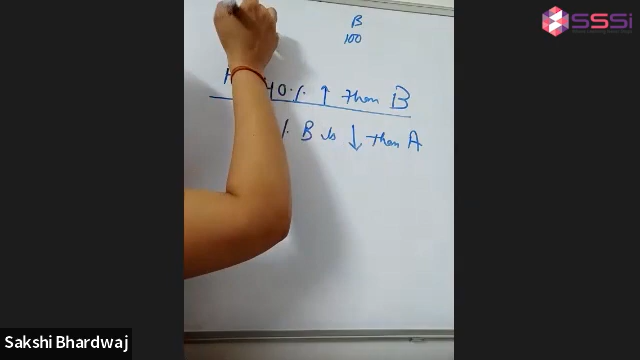 SSSi
B
100
40% ↑ then B
% B is ↓ then A
Sakshi Bhardwaj